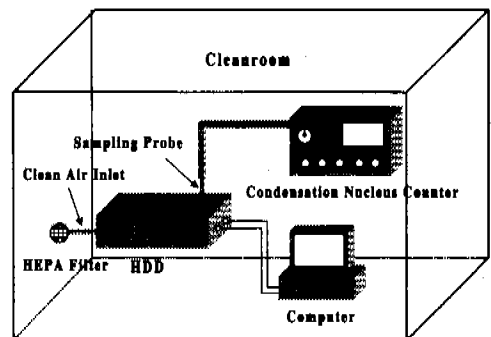 Cleanroom
Sampling Probe
Clean Air Inlet
Condensation Nucleus Counter
HEPA Filter
HDD
Computer